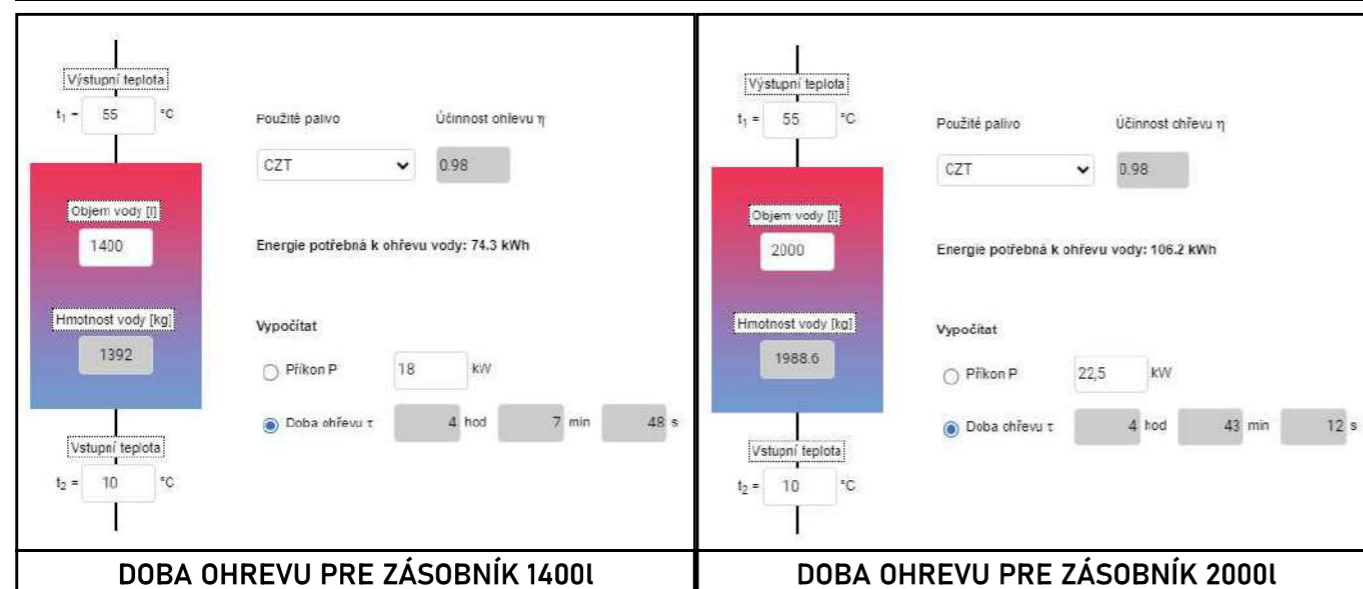 Výstupní teplota
t₁ = 55 °C
Použité palivo Účinnost ohřevu η
CZT 0.98
Objem vody [l]
1400
Energie potřebná k ohřevu vody: 74.3 kWh
Hmotnost vody [kg]
1392
Vypočítat
Příkon P 18 kW
Doba ohřevu τ 4 hod 7 min 48 s
Vstupní teplota
t₂ = 10 °C
DOBA OHREVU PRE ZÁSOBNÍK 1400l
Výstupní teplota
t₁ = 55 °C
Použité palivo Účinnost ohřevu η
CZT 0.98
Objem vody [l]
2000
Energie potřebná k ohřevu vody: 106.2 kWh
Hmotnost vody [kg]
1988.6
Vypočítat
Příkon P 22,5 kW
Doba ohřevu τ 4 hod 43 min 12 s
Vstupní teplota
t₂ = 10 °C
DOBA OHREVU PRE ZÁSOBNÍK 2000l